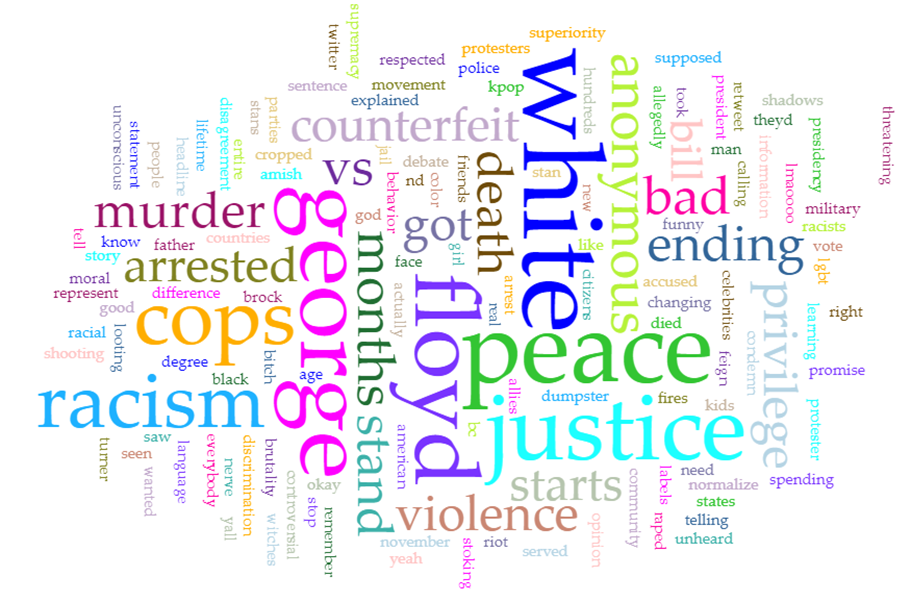 supremacy
twitter
superiority
protesters
respected
police
supposed
sentence
movement
kpop
hundreds
explained
anonymous
white
allegedly
took
president
retweet
shadows
theyd
presidency
threatening
unconscious
statement
people
headline
lifetime
disagreement
entire
stans
parties
cropped
amish
counterfeit
vs
jail
debate
nd
color
behavior
friends
death
stan
new
bill
man
calling
information
lmaoooo
military
racists
vote
lgbt
bad
funny
ending
murder
george
god
got
girl
face
like
citizens
tell
know
father
countries
story
arrested
moral
represent
difference
brock
months
actually
floyd
arrest
real
accused
changing
died
celebrities
privilege
condemn
learning
right
good
racial
looting
shooting
cops
degree
bitch
black
age
peace
feign
promise
racism
allies
dumpster
fires
kids
protester
bc
justice
stand
american
turner
saw
seen
wanted
language
everybody
nerve
yall
discrimination
brutality
witches
controversial
okay
stop
remember
starts
violence
community
labels
raped
need
normalize
states
spending
telling
unheard
november
yeah
stoking
riot
served
opinion